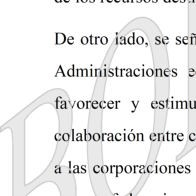 de los recursos des
De otro lado, se señ
Administraciones e
favorecer y estimu
colaboración entre c
a las corporaciones